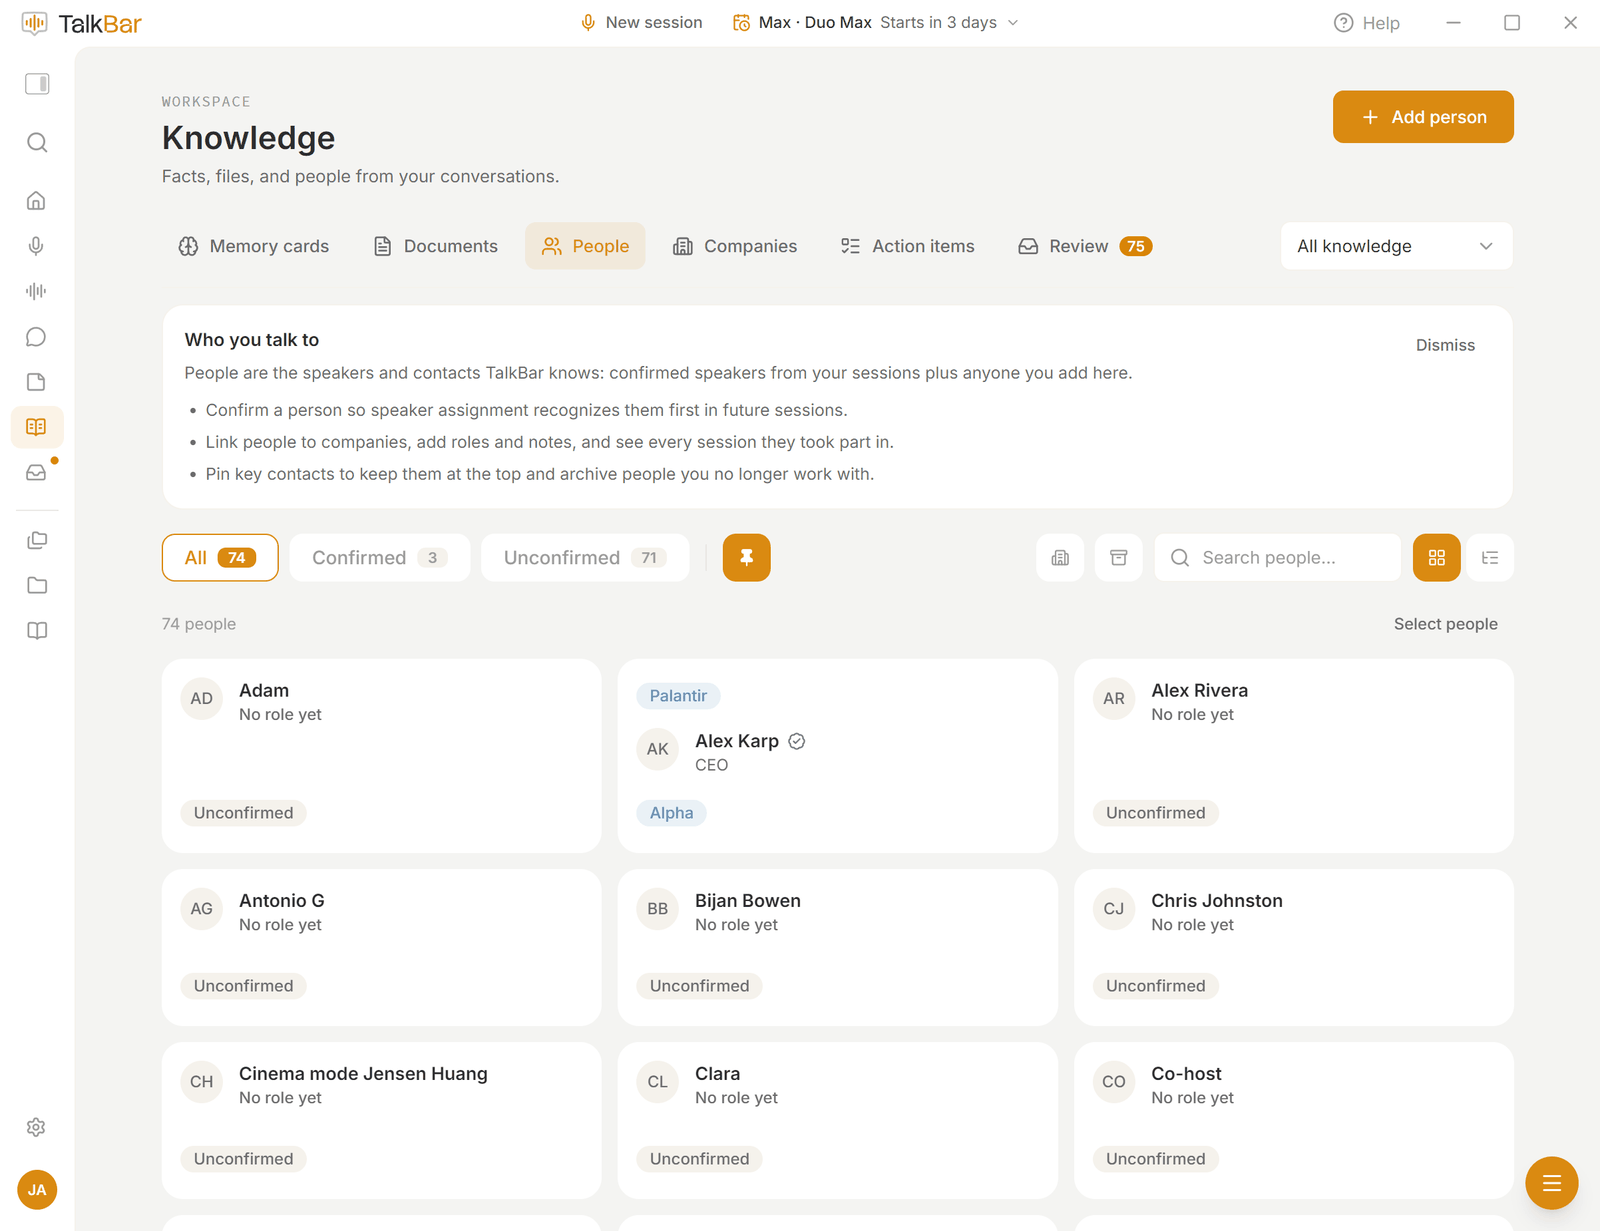 TalkBar
New session
Max · Duo Max Starts in 3 days
Help
WORKSPACE
Knowledge
Facts, files, and people from your conversations.
Add person
Memory cards
Documents
People
Companies
Action items
Review 75
All knowledge
Who you talk to
Dismiss
People are the speakers and contacts TalkBar knows: confirmed speakers from your sessions plus anyone you add here.
• Confirm a person so speaker assignment recognizes them first in future sessions.
• Link people to companies, add roles and notes, and see every session they took part in.
• Pin key contacts to keep them at the top and archive people you no longer work with.
All 74
Confirmed 3
Unconfirmed 71
Search people...
74 people
Select people
AD
Adam
No role yet
Unconfirmed
Palantir
AK
Alex Karp
CEO
Alpha
AR
Alex Rivera
No role yet
Unconfirmed
AG
Antonio G
No role yet
Unconfirmed
BB
Bijan Bowen
No role yet
Unconfirmed
CJ
Chris Johnston
No role yet
Unconfirmed
CH
Cinema mode Jensen Huang
No role yet
Unconfirmed
CL
Clara
No role yet
Unconfirmed
CO
Co-host
No role yet
Unconfirmed
JA